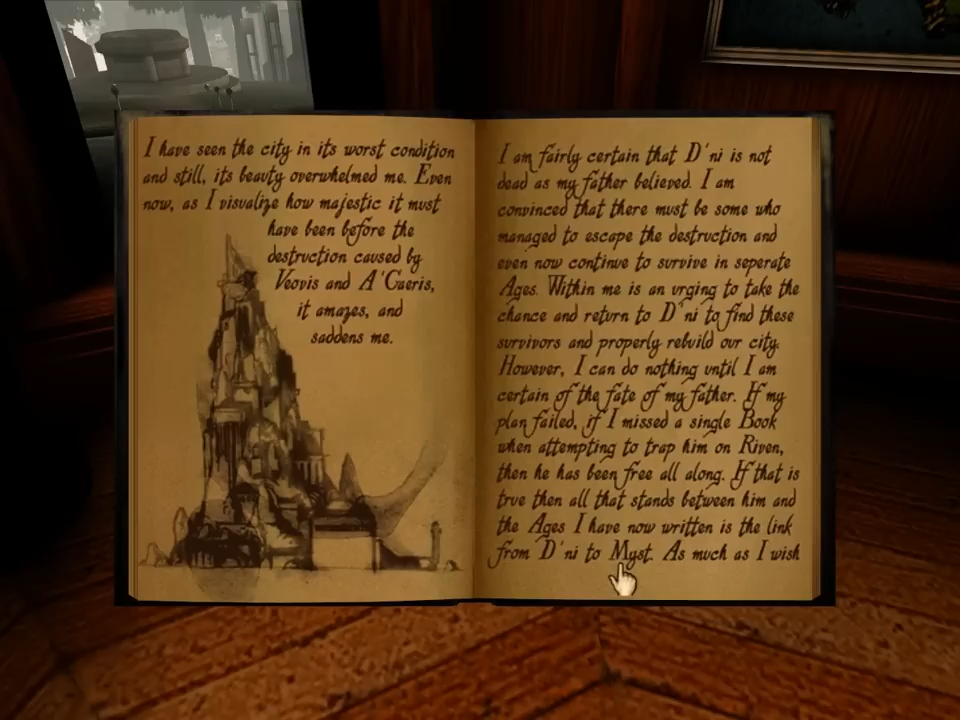 I have seen the city in its worst condition
and still, its beauty overwhelmed me. Even
now, as I visualize how majestic it must
have been before the
destruction caused by
Veovis and A'Gaeris,
it amazes, and
saddens me.
I am fairly certain that D'ni is not
dead as my father believed. I am
convinced that there must be some who
managed to escape the destruction and
even now continue to survive in seperate
Ages. Within me is an urging to take the
chance and return to D'ni to find these
survivors and properly rebuild our city.
However, I can do nothing until I am
certain of the fate of my father. If my
plan failed, if I missed a single Book
when attempting to trap him on Riven,
then he has been free all along. If that is
true then all that stands between him and
the Ages I have now written is the link
from D'ni to Myst. As much as I wish